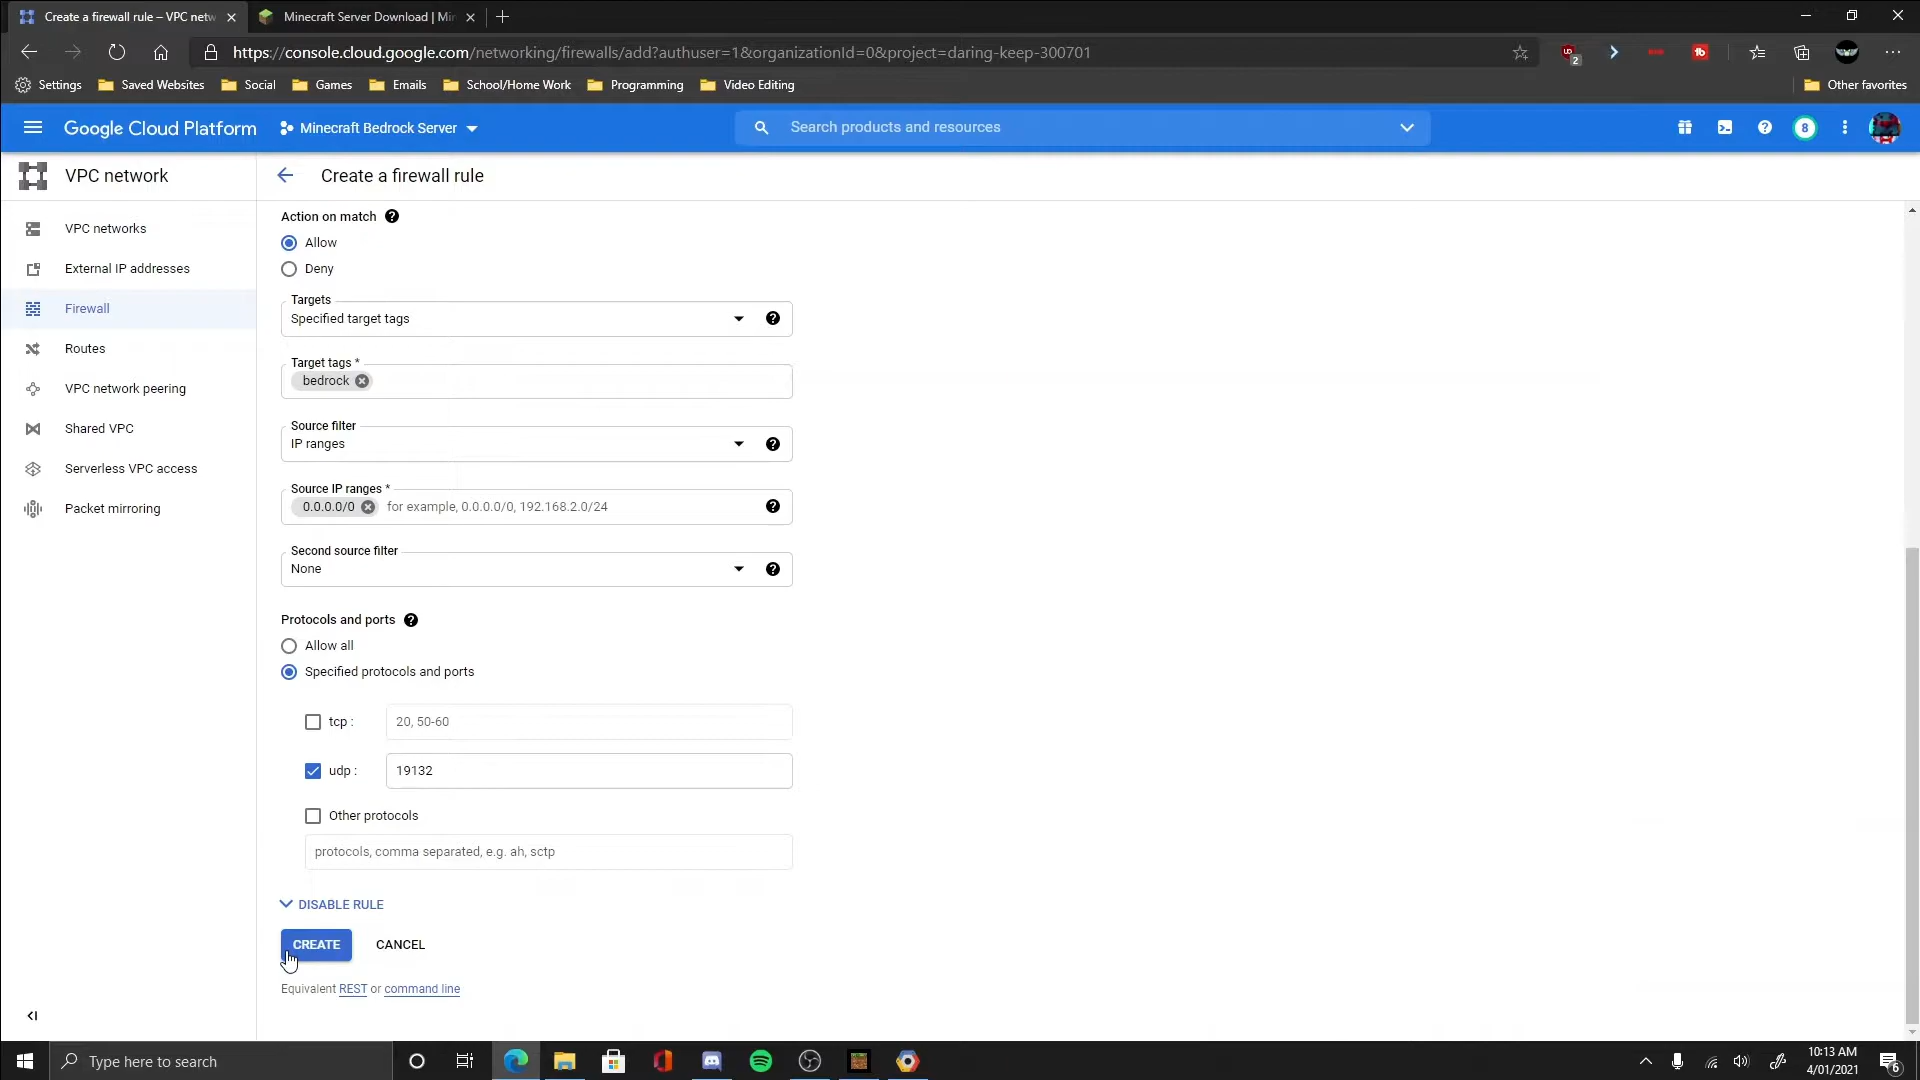 Create a firewall rule – VPC netw
Minecraft Server Download | Min
https://console.cloud.google.com/networking/firewalls/add?authuser=1&organizationId=0&project=daring-keep-300701
2
Settings
Saved Websites
Social
Games
Emails
School/Home Work
Programming
Video Editing
Other favorites
Google Cloud Platform
Minecraft Bedrock Server
Search products and resources
8
VPC network
Create a firewall rule
VPC networks
External IP addresses
Firewall
Routes
VPC network peering
Shared VPC
Serverless VPC access
Packet mirroring
Action on match
Allow
Deny
Targets
Specified target tags
Target tags *
bedrock
Source filter
IP ranges
Source IP ranges *
0.0.0.0/0 for example, 0.0.0.0/0, 192.168.2.0/24
Second source filter
None
Protocols and ports
Allow all
Specified protocols and ports
tcp : 20, 50-60
udp : 19132
Other protocols
protocols, comma separated, e.g. ah, sctp
DISABLE RULE
CREATE CANCEL
Equivalent REST or command line
Type here to search
10:13 AM
4/01/2021
6